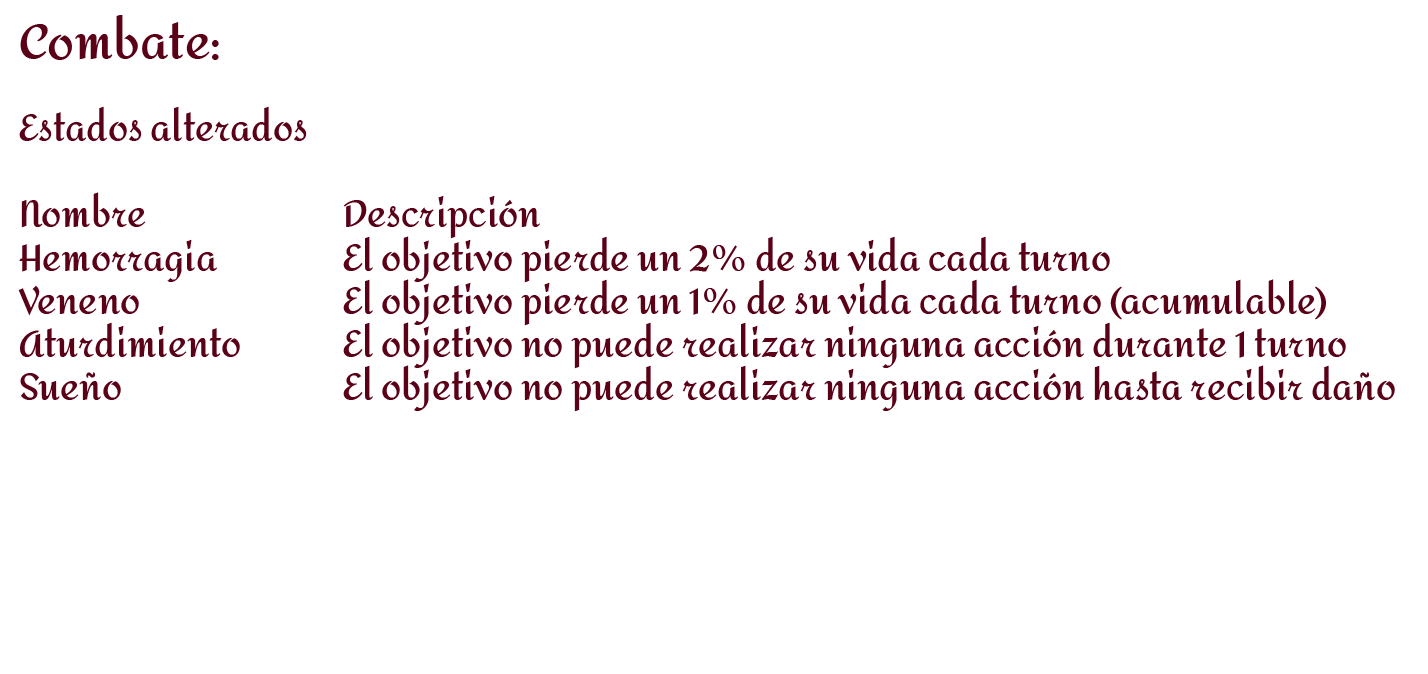 Combate:
Estados alterados
Nombre Descripción
Hemorragia El objetivo pierde un 2% de su vida cada turno
Veneno El objetivo pierde un 1% de su vida cada turno (acumulable)
Aturdimiento El objetivo no puede realizar ninguna acción durante 1 turno
Sueño El objetivo no puede realizar ninguna acción hasta recibir daño